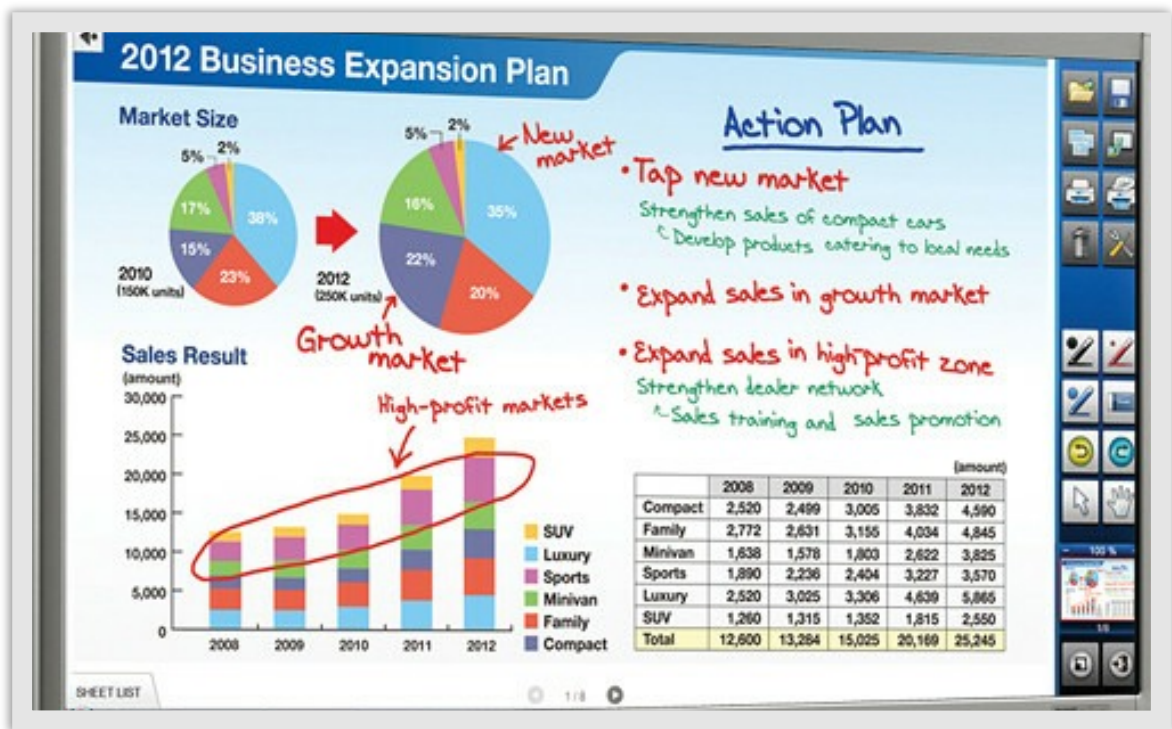 2012 Business Expansion Plan
Market Size
5% 2%
17% 38%
15% 23%
2010
(150K units)
5% 2%
16% 35%
22% 20%
2012
(250K units)
New
market
Growth
market
Sales Result
(amount)
30,000
25,000
20,000
15,000
10,000
5,000
0
2008 2009 2010 2011 2012
High-profit markets
SUV
Luxury
Sports
Minivan
Family
Compact
Action Plan
• Tap new market
Strengthen sales of compact cars
Develop products catering to local needs
• Expand sales in growth market
• Expand sales in high-profit zone
Strengthen dealer network
Sales training and sales promotion
(amount)
2008 2009 2010 2011 2012
Compact 2,520 2,499 3,005 3,832 4,590
Family 2,772 2,631 3,155 4,034 4,845
Minivan 1,638 1,578 1,803 2,622 3,825
Sports 1,890 2,236 2,404 3,227 3,570
Luxury 2,520 3,025 3,306 4,639 5,865
SUV 1,260 1,315 1,352 1,815 2,550
Total 12,600 13,284 15,025 20,169 25,245
100 %
SHEET LIST
1/8